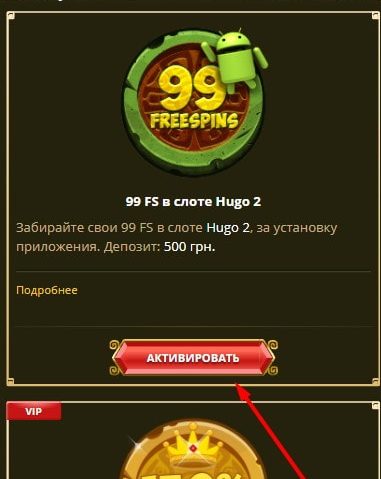 99
FREESPINS
99 FS в слоте Hugo 2
Забирайте свои 99 FS в слоте Hugo 2, за установку
приложения. Депозит: 500 грн.
Подробнее
АКТИВИРОВАТЬ
VIP